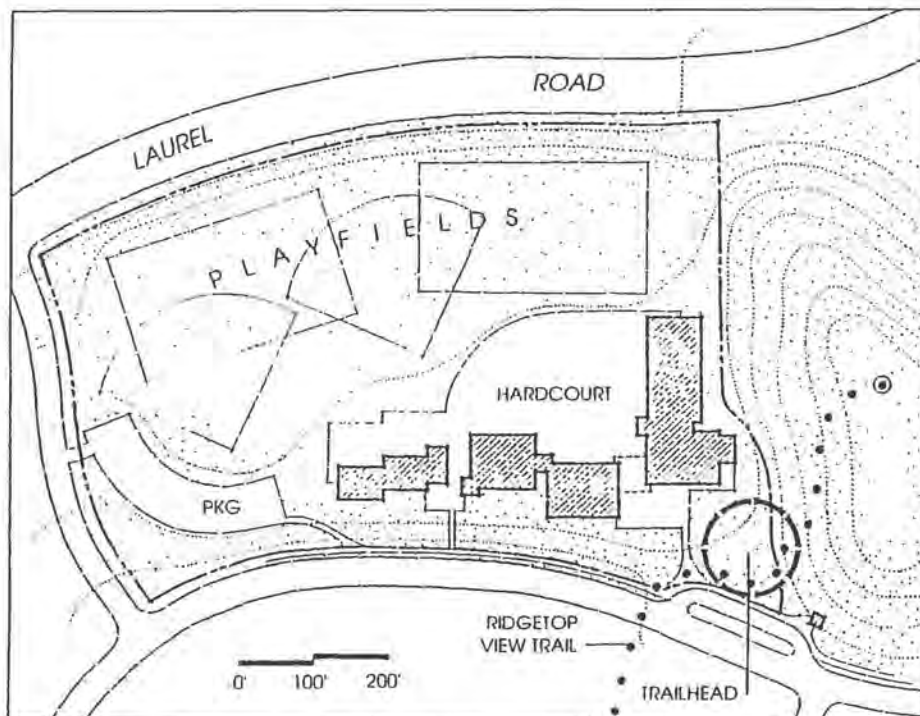 ROAD
LAUREL
PLAYFIELDS
HARDCOURT
PKG
RIDGETOP
VIEW TRAIL
TRAILHEAD
0' 100' 200'